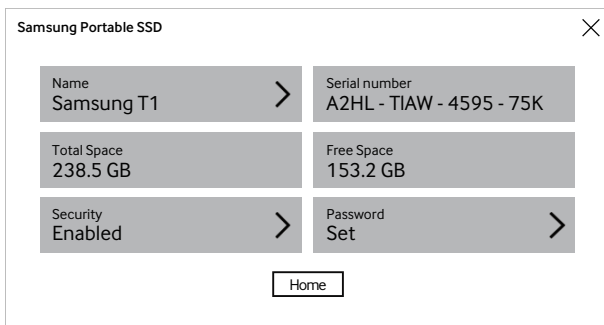 Samsung Portable SSD
Name
Samsung T1
Serial number
A2HL - TIAW - 4595 - 75K
Total Space
238.5 GB
Free Space
153.2 GB
Security
Enabled
Password
Set
Home